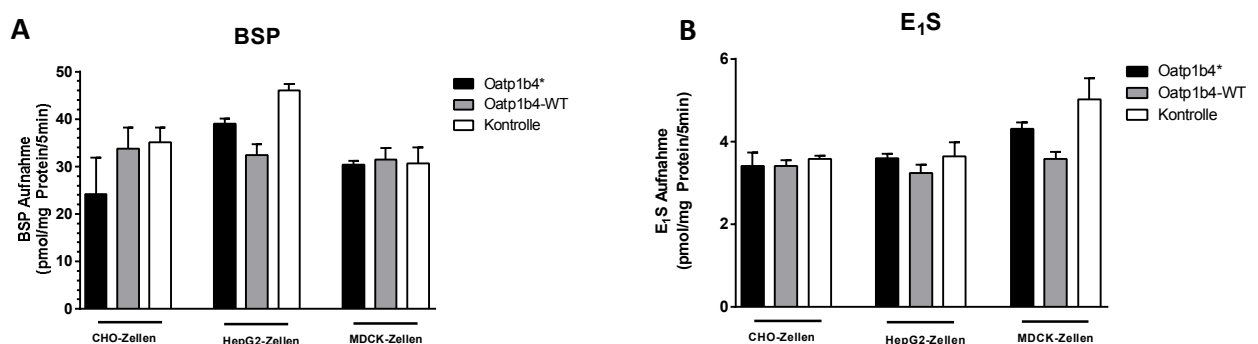 A
BSP
BSP Aufnahme
(pmol/mg Protein/5min)
50
40
30
20
10
0
CHO-Zellen
HepG2-Zellen
MDCK-Zellen
Oatp1b4*
Oatp1b4-WT
Kontrolle
B
E₁S
E₁S Aufnahme
(pmol/mg Protein/5min)
6
4
2
0
CHO-Zellen
HepG2-Zellen
MDCK-Zellen
Oatp1b4*
Oatp1b4-WT
Kontrolle